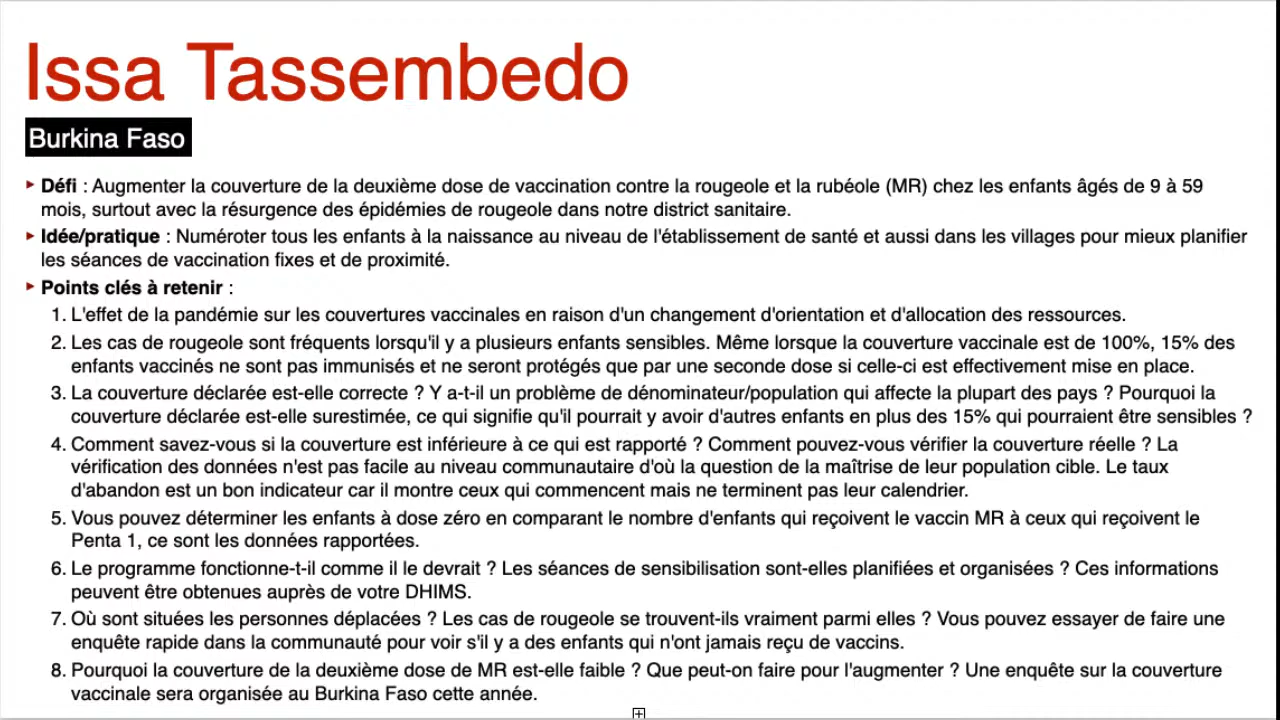 Issa Tassembedo
Burkina Faso
Défi : Augmenter la couverture de la deuxième dose de vaccination contre la rougeole et la rubéole (MR) chez les enfants âgés de 9 à 59
mois, surtout avec la résurgence des épidémies de rougeole dans notre district sanitaire.
Idée/pratique : Numéroter tous les enfants à la naissance au niveau de l'établissement de santé et aussi dans les villages pour mieux planifier
les séances de vaccination fixes et de proximité.
Points clés à retenir :
1. L'effet de la pandémie sur les couvertures vaccinales en raison d'un changement d'orientation et d'allocation des ressources.
2. Les cas de rougeole sont fréquents lorsqu'il y a plusieurs enfants sensibles. Même lorsque la couverture vaccinale est de 100%, 15% des
enfants vaccinés ne sont pas immunisés et ne seront protégés que par une seconde dose si celle-ci est effectivement mise en place.
3. La couverture déclarée est-elle correcte ? Y a-t-il un problème de dénominateur/population qui affecte la plupart des pays ? Pourquoi la
couverture déclarée est-elle surestimée, ce qui signifie qu'il pourrait y avoir d'autres enfants en plus des 15% qui pourraient être sensibles ?
4. Comment savez-vous si la couverture est inférieure à ce qui est rapporté ? Comment pouvez-vous vérifier la couverture réelle ? La
vérification des données n'est pas facile au niveau communautaire d'où la question de la maîtrise de leur population cible. Le taux
d'abandon est un bon indicateur car il montre ceux qui commencent mais ne terminent pas leur calendrier.
5. Vous pouvez déterminer les enfants à dose zéro en comparant le nombre d'enfants qui reçoivent le vaccin MR à ceux qui reçoivent le
Penta 1, ce sont les données rapportées.
6. Le programme fonctionne-t-il comme il le devrait ? Les séances de sensibilisation sont-elles planifiées et organisées ? Ces informations
peuvent être obtenues auprès de votre DHIMS.
7. Où sont situées les personnes déplacées ? Les cas de rougeole se trouvent-ils vraiment parmi elles ? Vous pouvez essayer de faire une
enquête rapide dans la communauté pour voir s'il y a des enfants qui n'ont jamais reçu de vaccins.
8. Pourquoi la couverture de la deuxième dose de MR est-elle faible ? Que peut-on faire pour l'augmenter ? Une enquête sur la couverture
vaccinale sera organisée au Burkina Faso cette année.